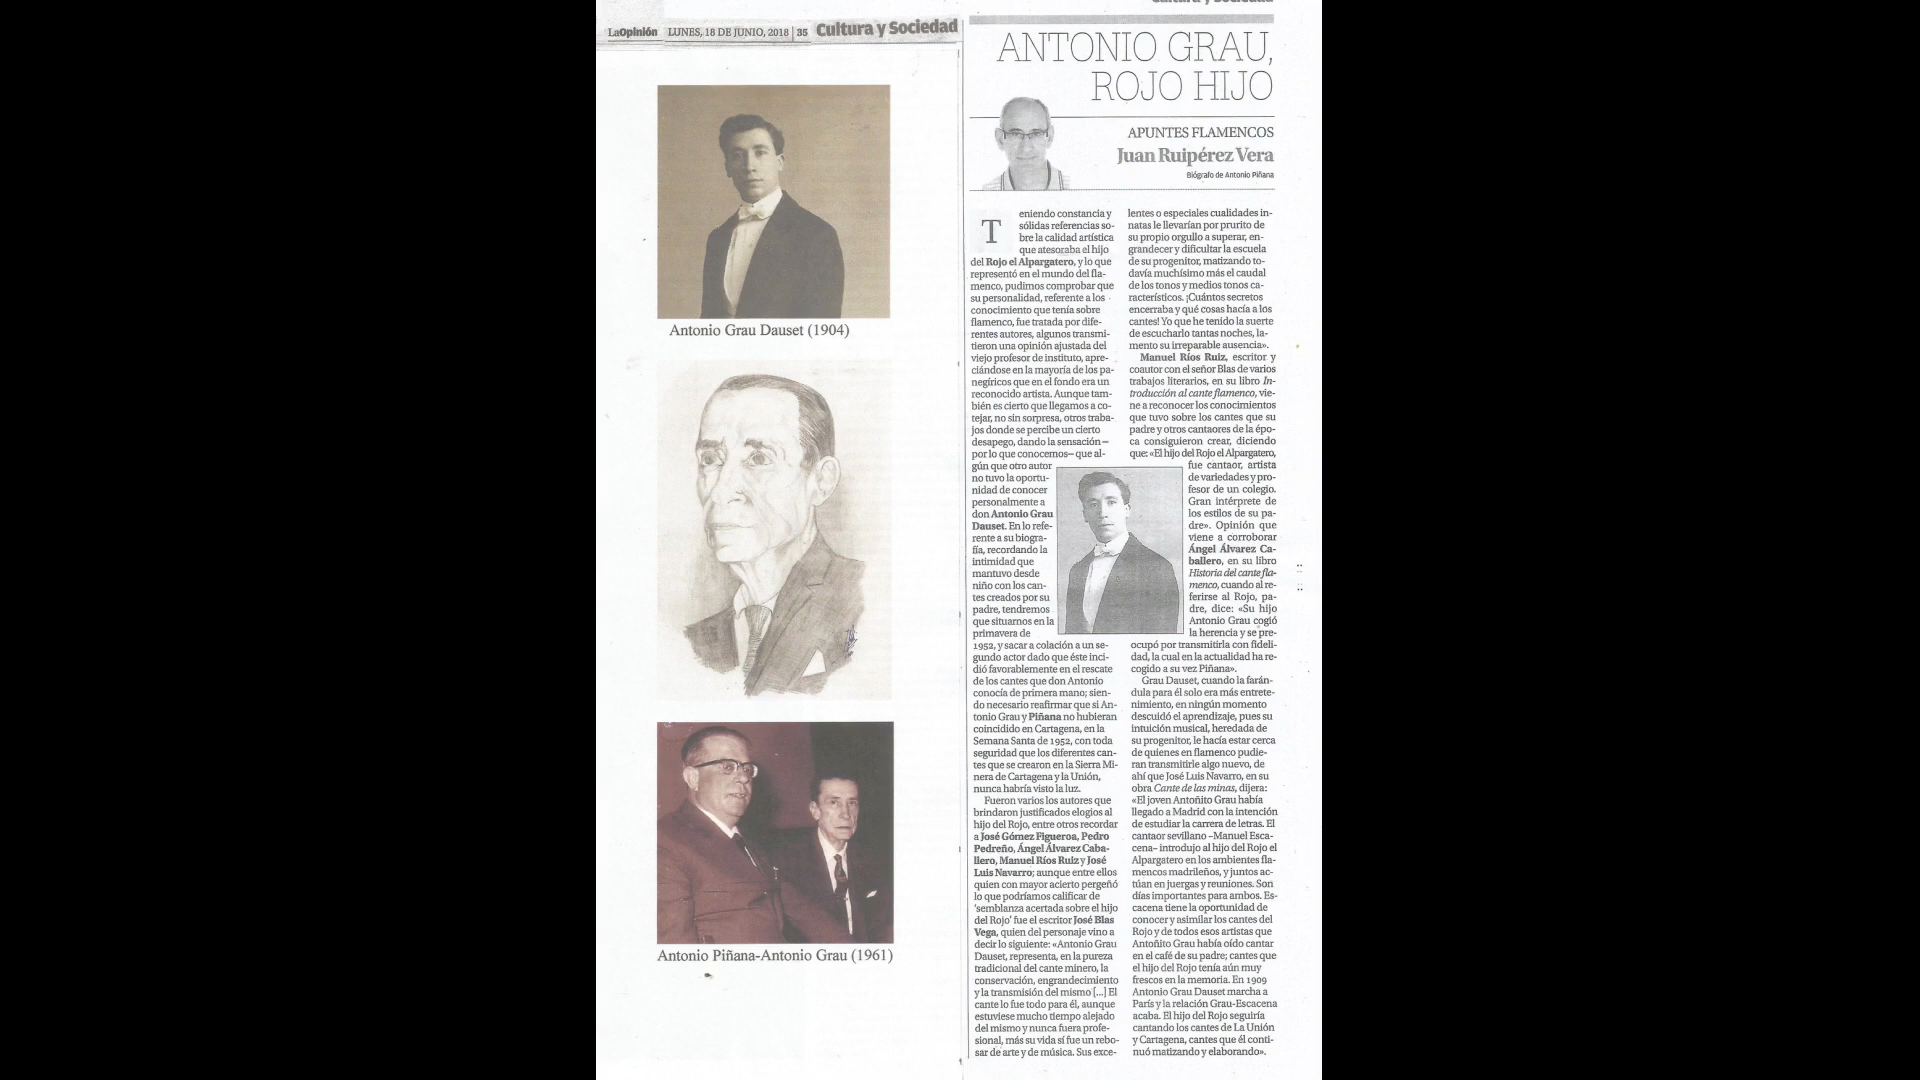 LaOpinión LUNES, 18 DE JUNIO, 2018 | 35 Cultura y Sociedad
Antonio Grau Dauset (1904)
Antonio Piñana-Antonio Grau (1961)
Cultura y Sociedad
ANTONIO GRAU,
ROJO HIJO
APUNTES FLAMENCOS
Juan Ruipérez Vera
Biógrafo de Antonio Piñana
Teniendo constancia y
sólidas referencias so-
bre la calidad artística
que atesoraba el hijo
del Rojo el Alpargatero, y lo que
representó en el mundo del fla-
menco, pudimos comprobar que
su personalidad, referente a los
conocimiento que tenía sobre
flamenco, fue tratada por dife-
rentes autores, algunos transmi-
tieron una opinión ajustada del
viejo profesor de instituto, apre-
ciándose en la mayoría de los pa-
negíricos que en el fondo era un
reconocido artista. Aunque tam-
bién es cierto que llegamos a co-
tejar, no sin sorpresa, otros traba-
jos donde se percibe un cierto
desapego, dando la sensación —
por lo que conocemos— que al-
gún que otro autor
no tuvo la oportu-
nidad de conocer
personalmente a
don Antonio Grau
Dauset. En lo refe-
rente a su biogra-
fía, recordando la
intimidad que
mantuvo desde
niño con los can-
tes creados por su
padre, tendremos
que situarnos en la
primavera de
1952, y sacar a colación a un se-
gundo actor dado que éste inci-
dió favorablemente en el rescate
de los cantes que don Antonio
conocía de primera mano; sien-
do necesario reafirmar que si An-
tonio Grau y Piñana no hubieran
coincidido en Cartagena, en la
Semana Santa de 1952, con toda
seguridad que los diferentes can-
tes que se crearon en la Sierra Mi-
nera de Cartagena y la Unión,
nunca habría visto la luz.
Fueron varios los autores que
brindaron justificados elogios al
hijo del Rojo, entre otros recordar
a José Gómez Figueroa, Pedro
Pedreño, Ángel Álvarez Caba-
llero, Manuel Ríos Ruiz y José
Luis Navarro; aunque entre ellos
quien con mayor acierto pergeñó
lo que podríamos calificar de
'semblanza acertada sobre el hijo
del Rojo' fue el escritor José Blas
Vega, quien del personaje vino a
decir lo siguiente: «Antonio Grau
Dauset, representa, en la pureza
tradicional del cante minero, la
conservación, engrandecimiento
y la transmisión del mismo [...] El
cante lo fue todo para él, aunque
estuviese mucho tiempo alejado
del mismo y nunca fuera profe-
sional, más su vida sí fue un rebo-
sar de arte y de música. Sus exce-
lentes o especiales cualidades in-
natas le llevarían por prurito de
su propio orgullo a superar, en-
grandecer y dificultar la escuela
de su progenitor, matizando to-
davía muchísimo más el caudal
de los tonos y medios tonos ca-
racterísticos. ¡Cuántos secretos
encerraba y qué cosas hacía a los
cantes! Yo que he tenido la suerte
de escucharlo tantas noches, la-
mento su irreparable ausencia».
Manuel Ríos Ruiz, escritor y
coautor con el señor Blas de varios
trabajos literarios, en su libro In-
troducción al cante flamenco, vie-
ne a reconocer los conocimientos
que tuvo sobre los cantes que su
padre y otros cantaores de la épo-
ca consiguieron crear, diciendo
que: «El hijo del Rojo el Alpargatero,
fue cantaor, artista
de variedades y pro-
fesor de un colegio.
Gran intérprete de
los estilos de su pa-
dre». Opinión que
viene a corroborar
Ángel Álvarez Ca-
ballero, en su libro
Historia del cante fla-
menco, cuando al re-
ferirse al Rojo, pa-
dre, dice: «Su hijo
Antonio Grau cogió
la herencia y se pre-
ocupó por transmitirla con fideli-
dad, la cual en la actualidad ha re-
cogido a su vez Piñana».
Grau Dauset, cuando la farán-
dula para él solo era más entrete-
nimiento, en ningún momento
descuidó el aprendizaje, pues su
intuición musical, heredada de
su progenitor, le hacía estar cerca
de quienes en flamenco pudie-
ran transmitirle algo nuevo, de
ahí que José Luis Navarro, en su
obra Cante de las minas, dijera:
«El joven Antoñito Grau había
llegado a Madrid con la intención
de estudiar la carrera de letras. El
cantaor sevillano –Manuel Esca-
cena– introdujo al hijo del Rojo el
Alpargatero en los ambientes fla-
mencos madrileños, y juntos ac-
túan en juergas y reuniones. Son
días importantes para ambos. Es-
cacena tiene la oportunidad de
conocer y asimilar los cantes del
Rojo y de todos esos artistas que
Antoñito Grau había oído cantar
en el café de su padre; cantes que
el hijo del Rojo tenía aún muy
frescos en la memoria. En 1909
Antonio Grau Dauset marcha a
París y la relación Grau-Escacena
acaba. El hijo del Rojo seguiría
cantando los cantes de La Unión
y Cartagena, cantes que él conti-
nuó matizando y elaborando».